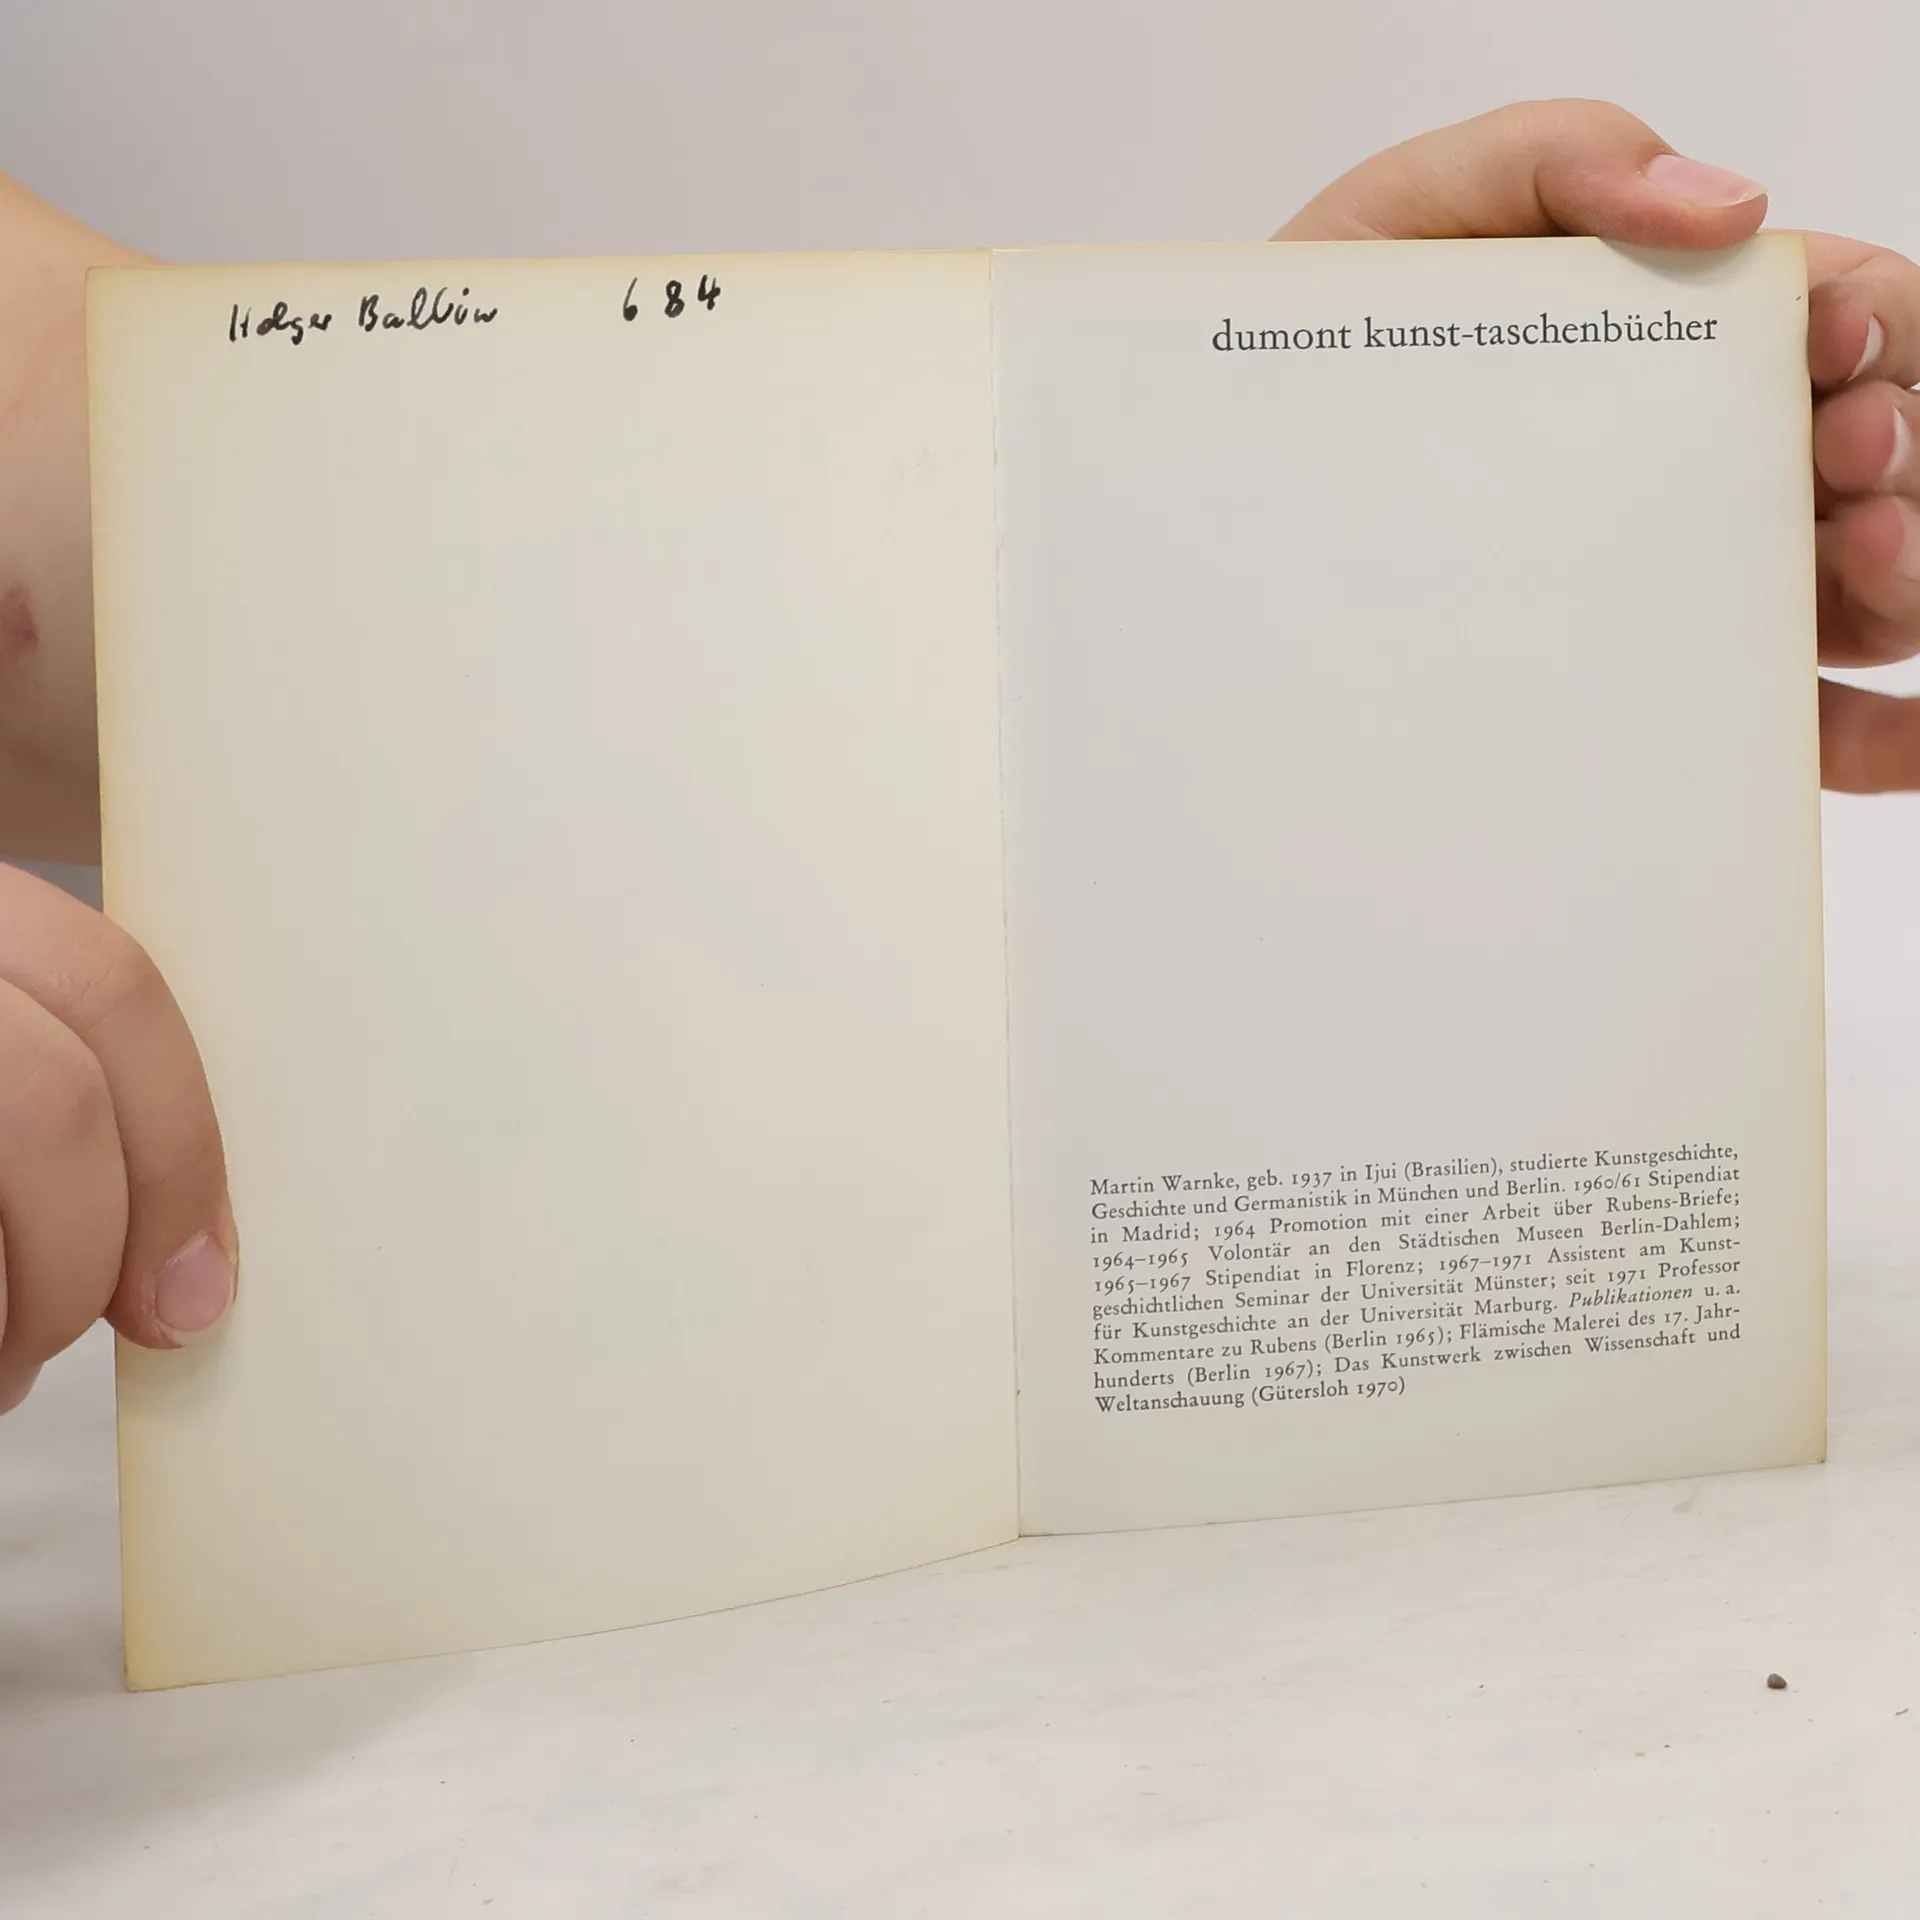 Holger Balbin 684
dumont kunst-taschenbücher
Martin Warnke, geb. 1937 in Ijui (Brasilien), studierte Kunstgeschichte,
Geschichte und Germanistik in München und Berlin. 1960/61 Stipendiat
in Madrid; 1964 Promotion mit einer Arbeit über Rubens-Briefe;
1964–1965 Volontär an den Städtischen Museen Berlin-Dahlem;
1965–1967 Stipendiat in Florenz; 1967–1971 Assistent am Kunst-
geschichtlichen Seminar der Universität Münster; seit 1971 Professor
für Kunstgeschichte an der Universität Marburg. Publikationen u. a.
Kommentare zu Rubens (Berlin 1965); Flämische Malerei des 17. Jahr-
hunderts (Berlin 1967); Das Kunstwerk zwischen Wissenschaft und
Weltanschauung (Gütersloh 1970)